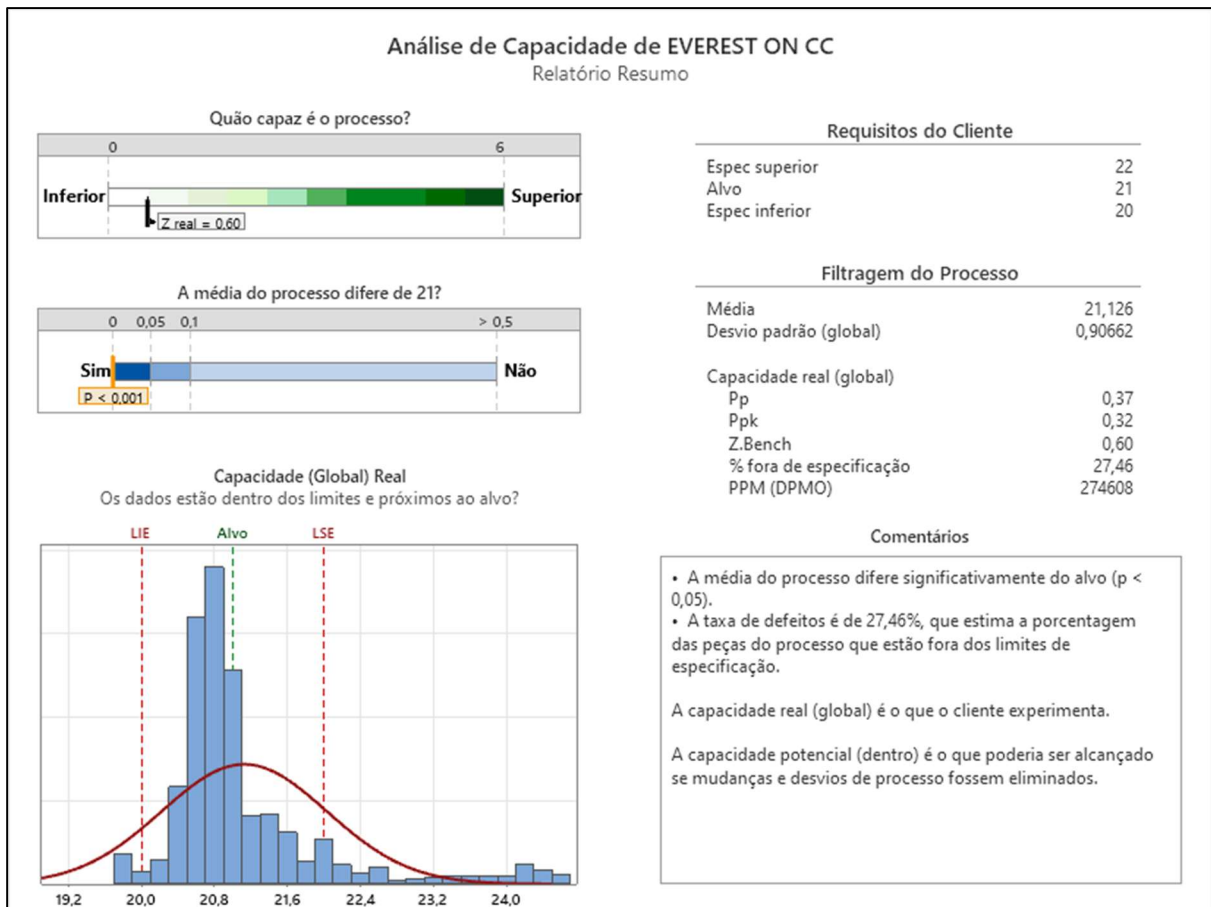 Análise de Capacidade de EVEREST ON CC
Relatório Resumo
Quão capaz é o processo?
0 6
Inferior Superior
Z real = 0,60
A média do processo difere de 21?
0 0,05 0,1 > 0,5
Sim Não
P < 0,001
Capacidade (Global) Real
Os dados estão dentro dos limites e próximos ao alvo?
LIE Alvo LSE
19,2 20,0 20,8 21,6 22,4 23,2 24,0
Requisitos do Cliente
Espec superior 22
Alvo 21
Espec inferior 20
Filtragem do Processo
Média 21,126
Desvio padrão (global) 0,90662
Capacidade real (global)
Pp 0,37
Ppk 0,32
Z.Bench 0,60
% fora de especificação 27,46
PPM (DPMO) 274608
Comentários
• A média do processo difere significativamente do alvo (p <
0,05).
• A taxa de defeitos é de 27,46%, que estima a porcentagem
das peças do processo que estão fora dos limites de
especificação.
A capacidade real (global) é o que o cliente experimenta.
A capacidade potencial (dentro) é o que poderia ser alcançado
se mudanças e desvios de processo fossem eliminados.